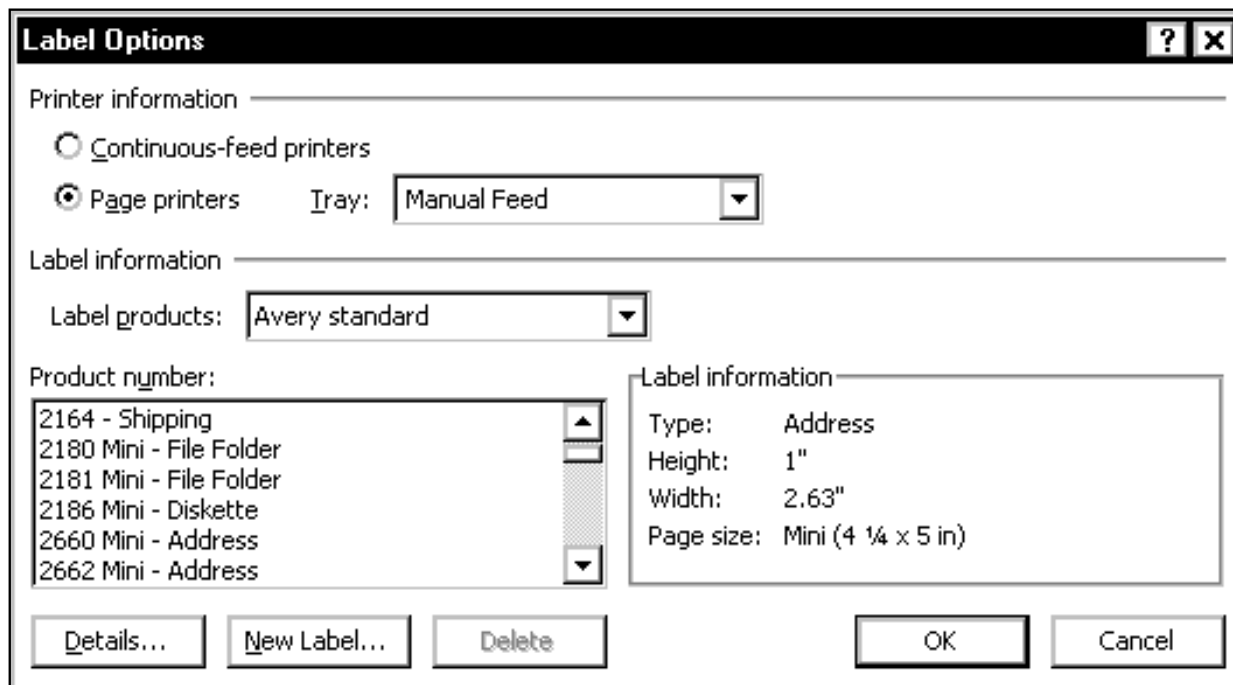 Label Options
Printer information
Continuous-feed printers
Page printers Tray: Manual Feed
Label information
Label products: Avery standard
Product number:
2164 - Shipping
2180 Mini - File Folder
2181 Mini - File Folder
2186 Mini - Diskette
2660 Mini - Address
2662 Mini - Address
Label information
Type: Address
Height: 1"
Width: 2.63"
Page size: Mini (4 ¼ x 5 in)
Details... New Label... Delete OK Cancel